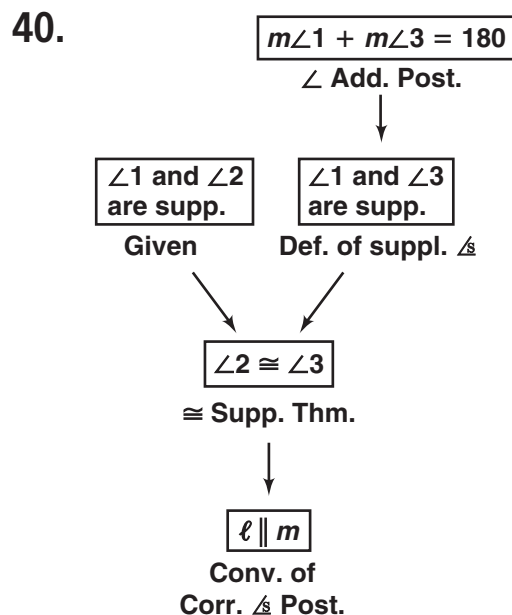 40.
m∠1 + m∠3 = 180
∠ Add. Post.
∠1 and ∠2
are supp.
Given
∠1 and ∠3
are supp.
Def. of suppl. ∠s
∠2 ≅ ∠3
≅ Supp. Thm.
ℓ ∥ m
Conv. of
Corr. ∠s Post.